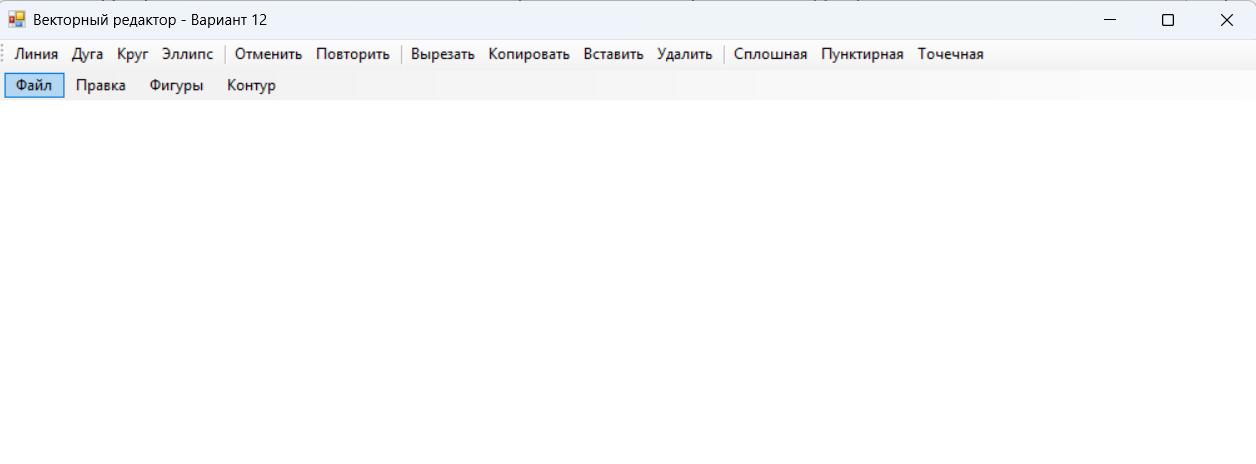 Векторный редактор - Вариант 12
Линия Дуга Круг Эллипс Отменить Повторить Вырезать Копировать Вставить Удалить Сплошная Пунктирная Точечная
Файл Правка Фигуры Контур